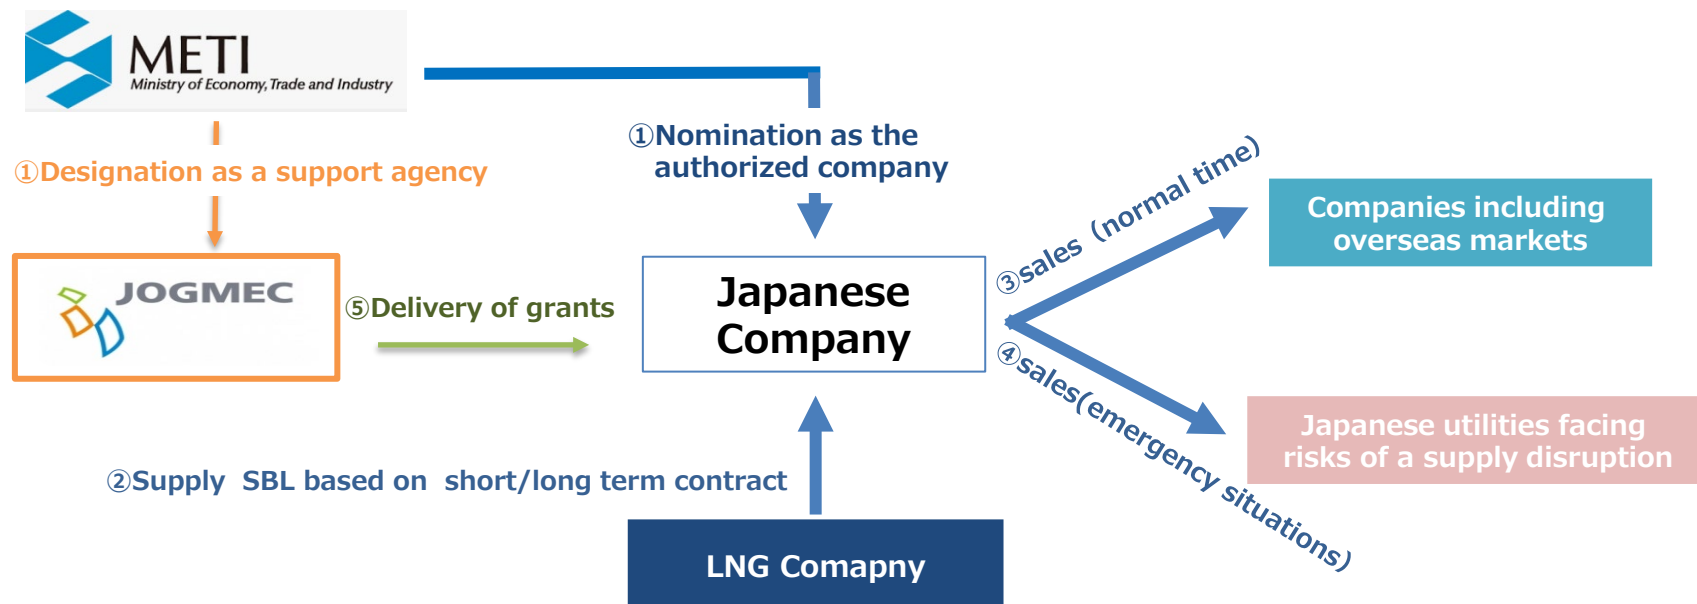 METI
Ministry of Economy, Trade and Industry
①Designation as a support agency
①Nomination as the
authorized company
JOGMEC
⑤Delivery of grants
Japanese
Company
③sales（normal time）
Companies including
overseas markets
④sales(emergency situations）
Japanese utilities facing
risks of a supply disruption
②Supply SBL based on short/long term contract
LNG Comapny